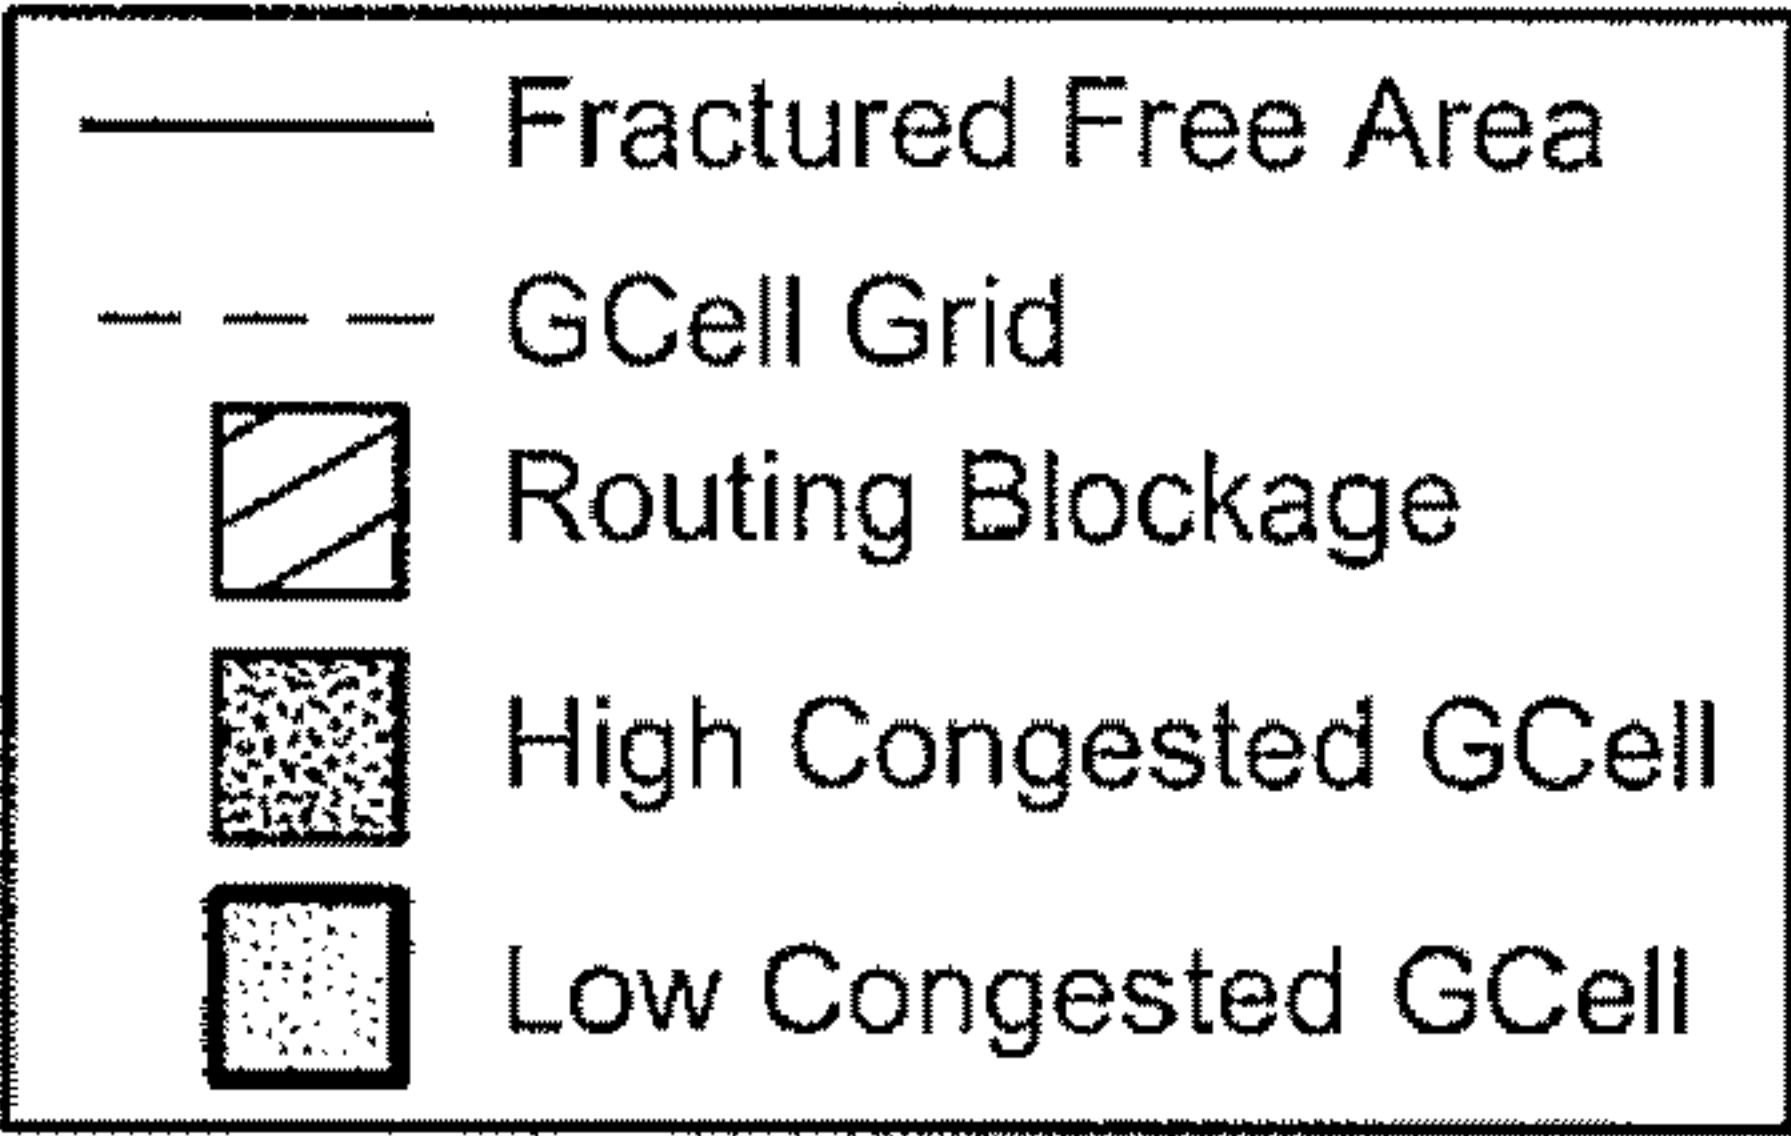 Fractured Free Area
GCell Grid
Routing Blockage
High Congested GCell
Low Congested GCell